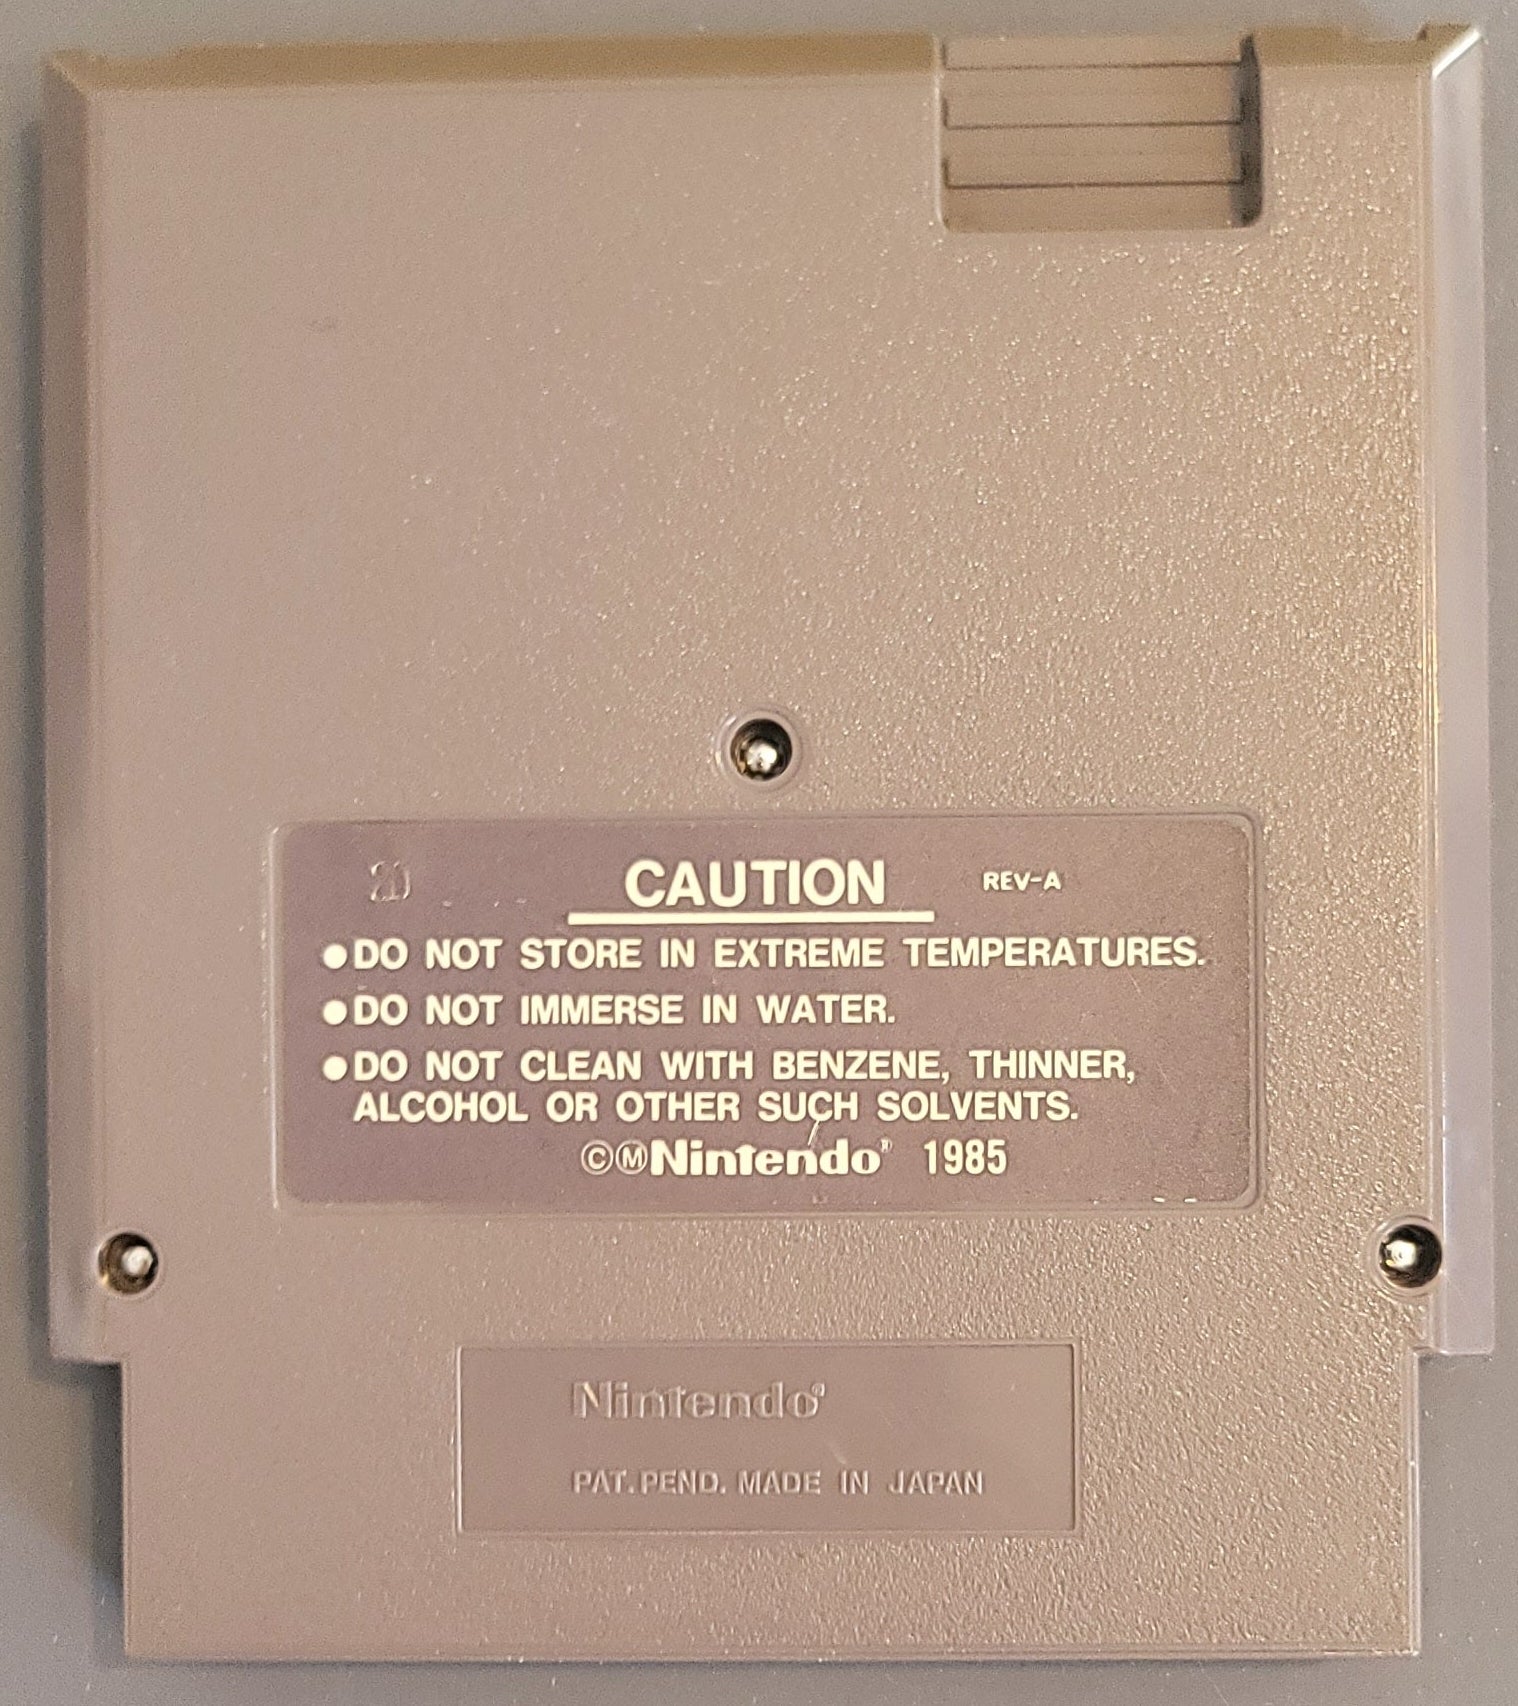 20
CAUTION REV-A
●DO NOT STORE IN EXTREME TEMPERATURES.
●DO NOT IMMERSE IN WATER.
●DO NOT CLEAN WITH BENZENE, THINNER,
ALCOHOL OR OTHER SUCH SOLVENTS.
©ⓂNintendo® 1985
Nintendo®
PAT. PEND. MADE IN JAPAN